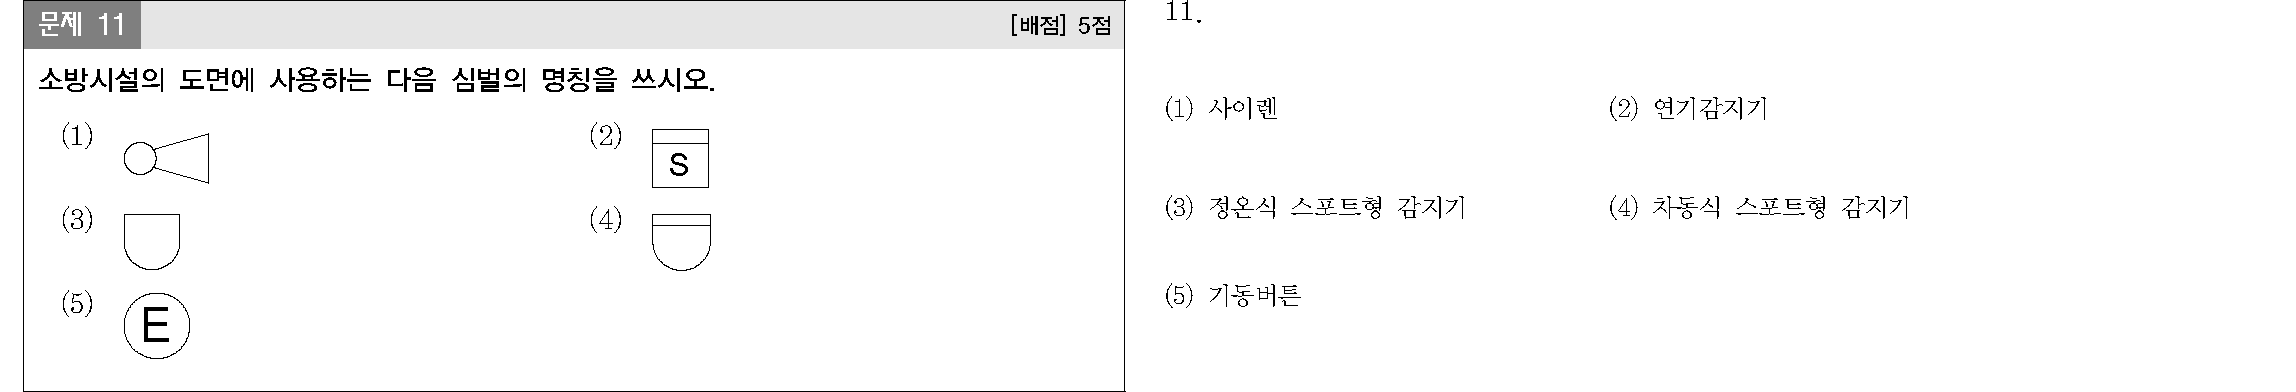 문제 11
[배점] 5점
소방시설의 도면에 사용하는 다음 심벌의 명칭을 쓰시오.
(1)
(2) S
(3)
(4)
(5) E
11.
(1) 사이렌
(2) 연기감지기
(3) 정온식 스포트형 감지기
(4) 차동식 스포트형 감지기
(5) 기동버튼